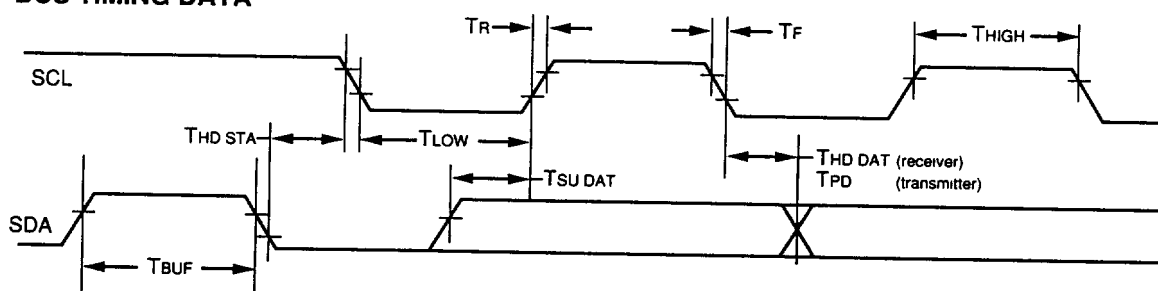 BUS TIMING DATA
TR
TF
THIGH
SCL
THD STA
TLOW
THD DAT (receiver)
TSU DAT
TPD (transmitter)
SDA
TBUF